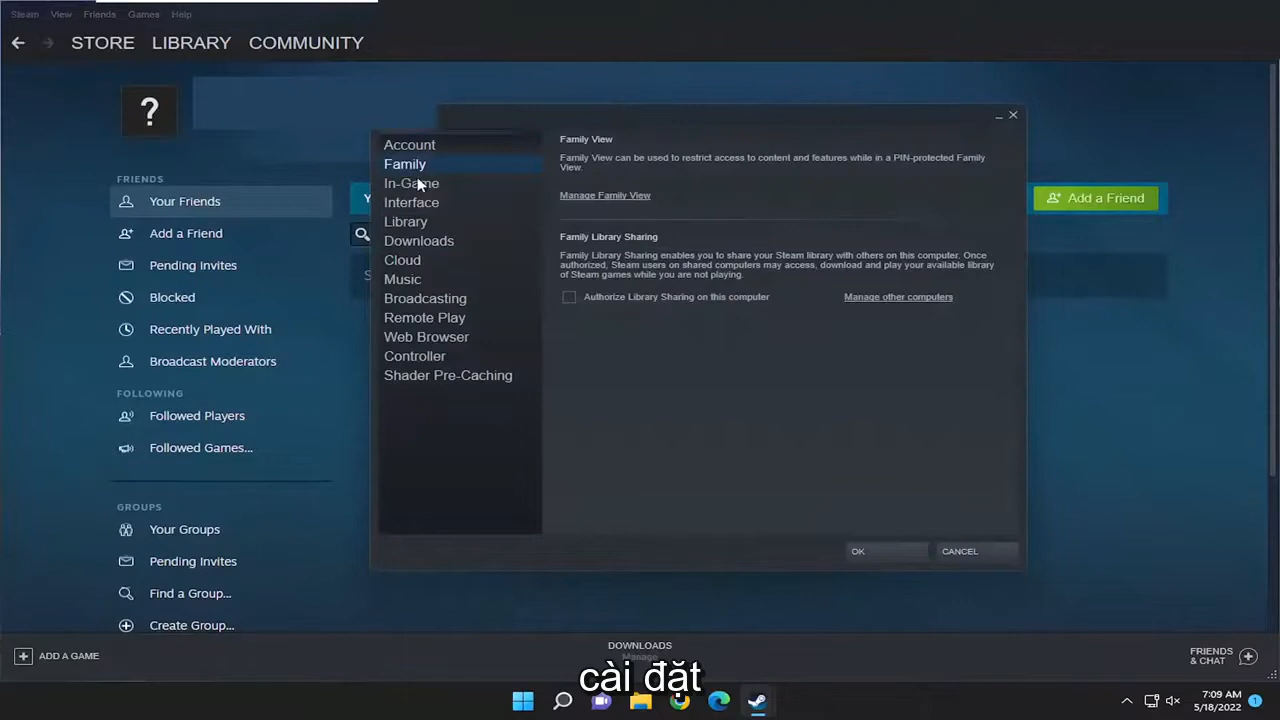 Steam View Friends Games Help
STORE LIBRARY COMMUNITY
?
FRIENDS
Your Friends
Add a Friend
Pending Invites
Blocked
Recently Played With
Broadcast Moderators
FOLLOWING
Followed Players
Followed Games...
GROUPS
Your Groups
Pending Invites
Find a Group...
Create Group...
Add a Friend
Account
Family
In-Game
Interface
Library
Downloads
Cloud
Music
Broadcasting
Remote Play
Web Browser
Controller
Shader Pre-Caching
Family View
Family View can be used to restrict access to content and features while in a PIN-protected Family
View.
Manage Family View
Family Library Sharing
Family Library Sharing enables you to share your Steam library with others on this computer. Once
authorized, Steam users on shared computers may access, download and play your available library
of Steam games while you are not playing.
Authorize Library Sharing on this computer Manage other computers
OK CANCEL
ADD A GAME
DOWNLOADS
Manage
FRIENDS
& CHAT
cài đặt
7:09 AM
5/18/2022
1